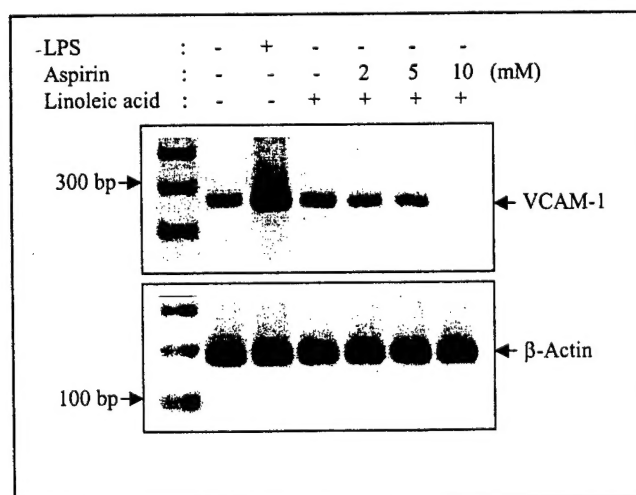 -LPS : - + - - - -
Aspirin : - - - 2 5 10 (mM)
Linoleic acid : - - + + + +
300 bp
VCAM-1
β-Actin
100 bp